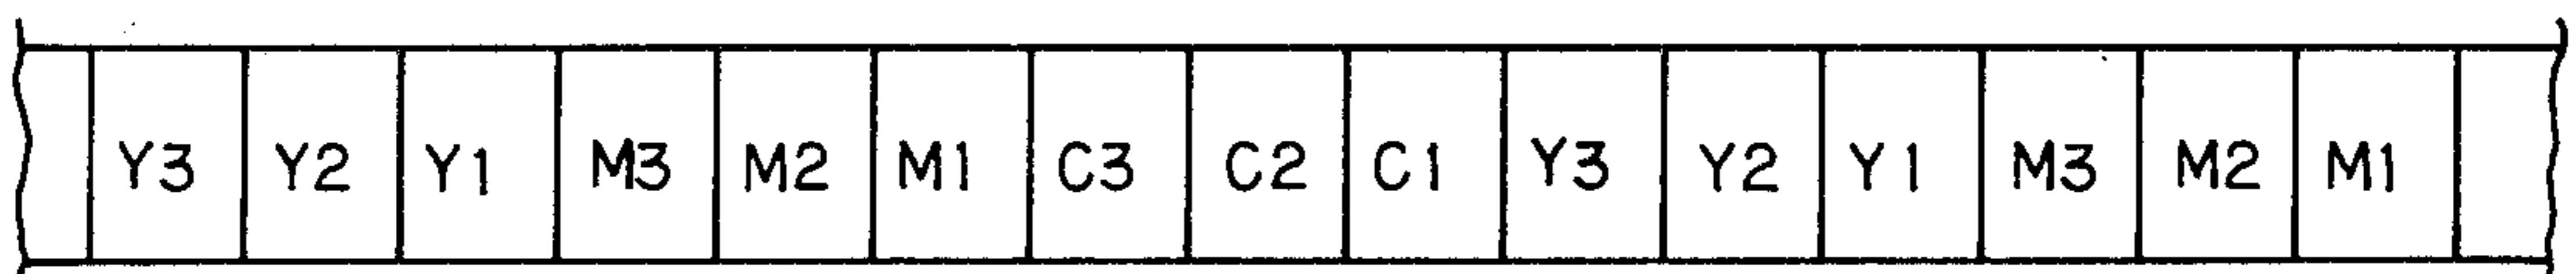 Y3 Y2 Y1 M3 M2 M1 C3 C2 C1 Y3 Y2 Y1 M3 M2 M1